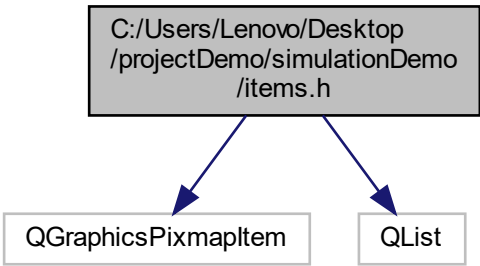 C:/Users/Lenovo/Desktop
/projectDemo/simulationDemo
/items.h
QGraphicsPixmapItem
QList